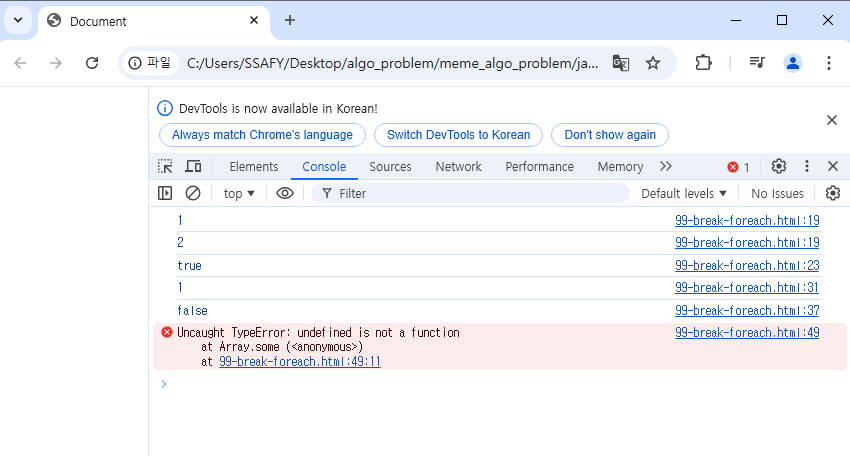 Document
파일 C:/Users/SSAFY/Desktop/algo_problem/meme_algo_problem/ja...
DevTools is now available in Korean!
Always match Chrome's language Switch DevTools to Korean Don't show again
Elements Console Sources Network Performance Memory 1
top Filter Default levels No Issues
1 99-break-foreach.html:19
2 99-break-foreach.html:19
true 99-break-foreach.html:23
1 99-break-foreach.html:31
false 99-break-foreach.html:37
Uncaught TypeError: undefined is not a function 99-break-foreach.html:49
at Array.some (<anonymous>)
at 99-break-foreach.html:49:11